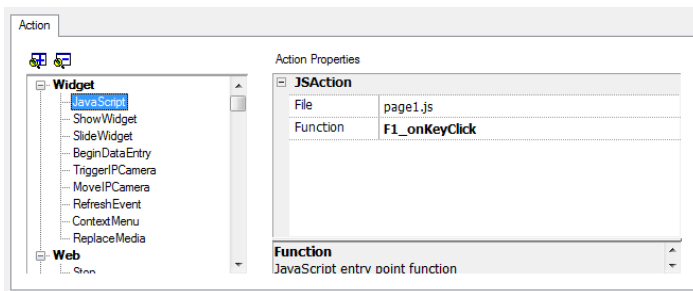 Action
Action Properties
Widget
JavaScript
ShowWidget
SlideWidget
BeginDataEntry
TriggerIPCamera
MoveIPCamera
RefreshEvent
ContextMenu
ReplaceMedia
Web
Stop
JSAction
File page1.js
Function F1_onKeyClick
Function
JavaScript entry point function